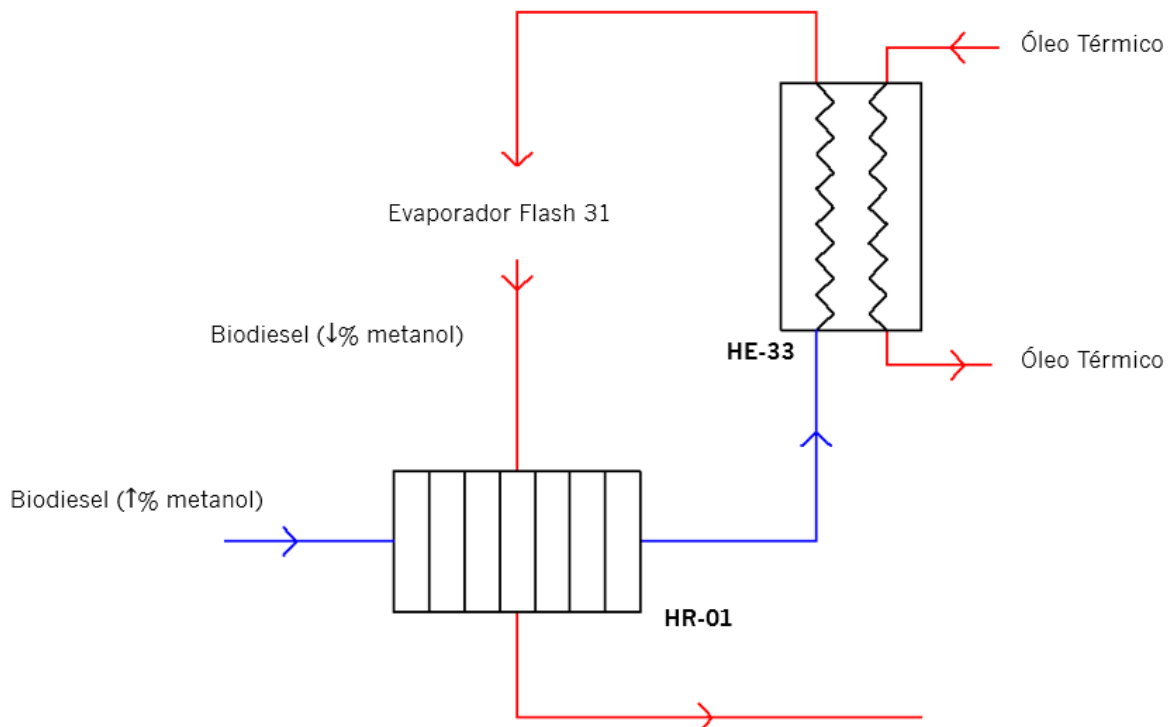 Óleo Térmico
Evaporador Flash 31
Biodiesel (↓% metanol)
HE-33
Óleo Térmico
Biodiesel (↑% metanol)
HR-01